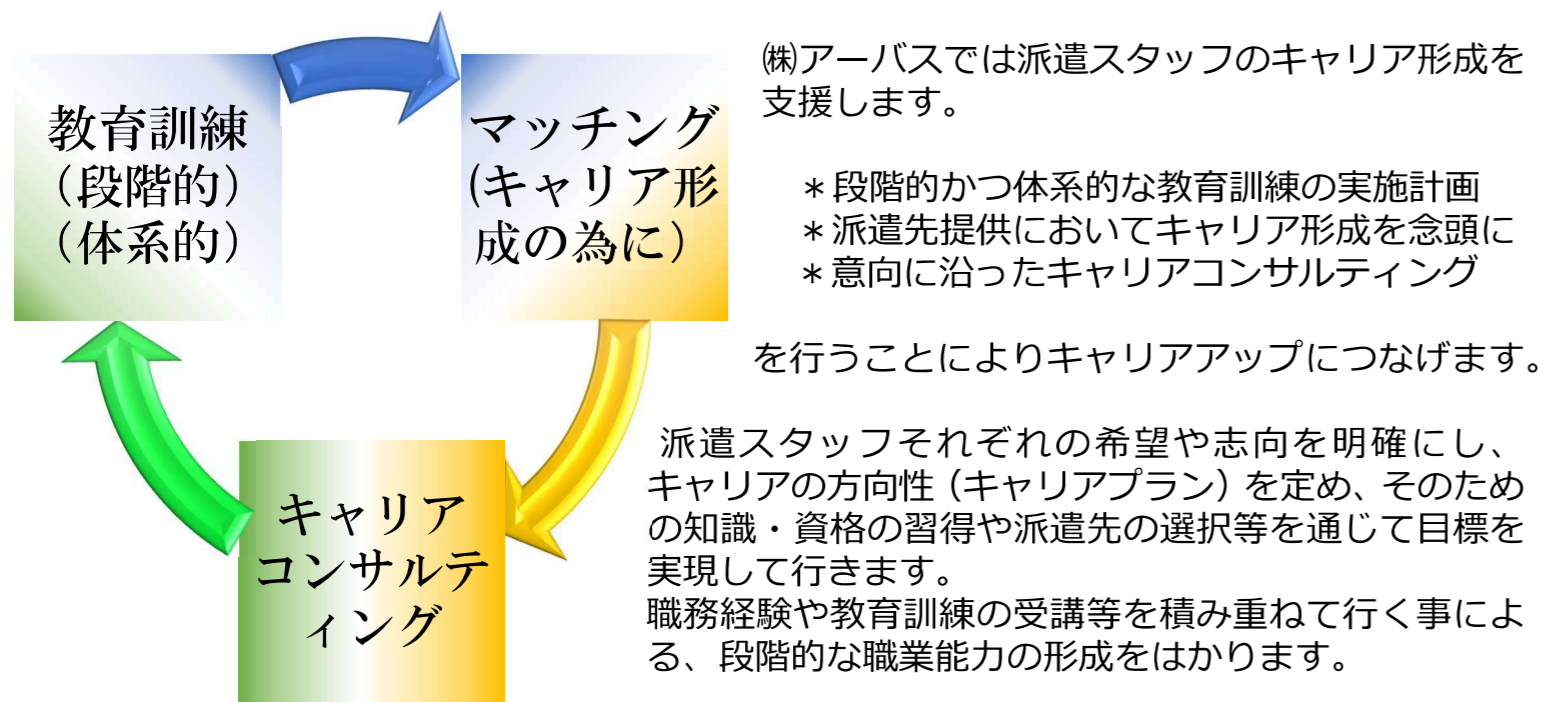 教育訓練
（段階的）
（体系的）
マッチング
(キャリア形
成の為に）
キャリア
コンサルテ
ィング
㈱アーバスでは派遣スタッフのキャリア形成を
支援します。
＊段階的かつ体系的な教育訓練の実施計画
＊派遣先提供においてキャリア形成を念頭に
＊意向に沿ったキャリアコンサルティング
を行うことによりキャリアアップにつなげます。
派遣スタッフそれぞれの希望や志向を明確にし、
キャリアの方向性（キャリアプラン）を定め、そのため
の知識・資格の習得や派遣先の選択等を通じて目標を
実現して行きます。
職務経験や教育訓練の受講等を積み重ねて行く事によ
る、段階的な職業能力の形成をはかります。